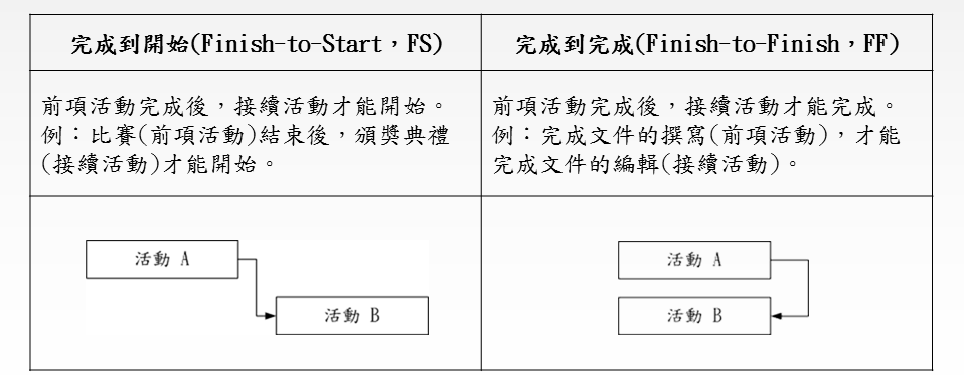 完成到開始(Finish-to-Start，FS)
完成到完成(Finish-to-Finish，FF)
前項活動完成後，接續活動才能開始。
例：比賽(前項活動)結束後，頒獎典禮
(接續活動)才能開始。
前項活動完成後，接續活動才能完成。
例：完成文件的撰寫(前項活動)，才能
完成文件的編輯(接續活動)。
活動 A
活動 B
活動 A
活動 B